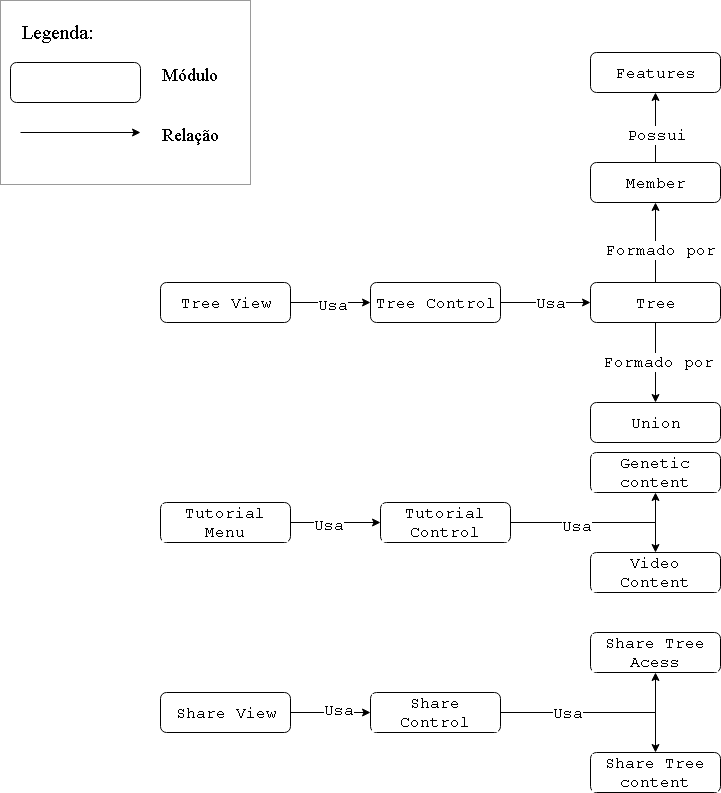 Legenda:
Módulo
Relação
Features
Possui
Member
Formado por
Tree View
Usa
Tree Control
Usa
Tree
Formado por
Union
Genetic
content
Tutorial
Menu
Usa
Tutorial
Control
Usa
Video
Content
Share Tree
Acess
Share View
Usa
Share
Control
Usa
Share Tree
content